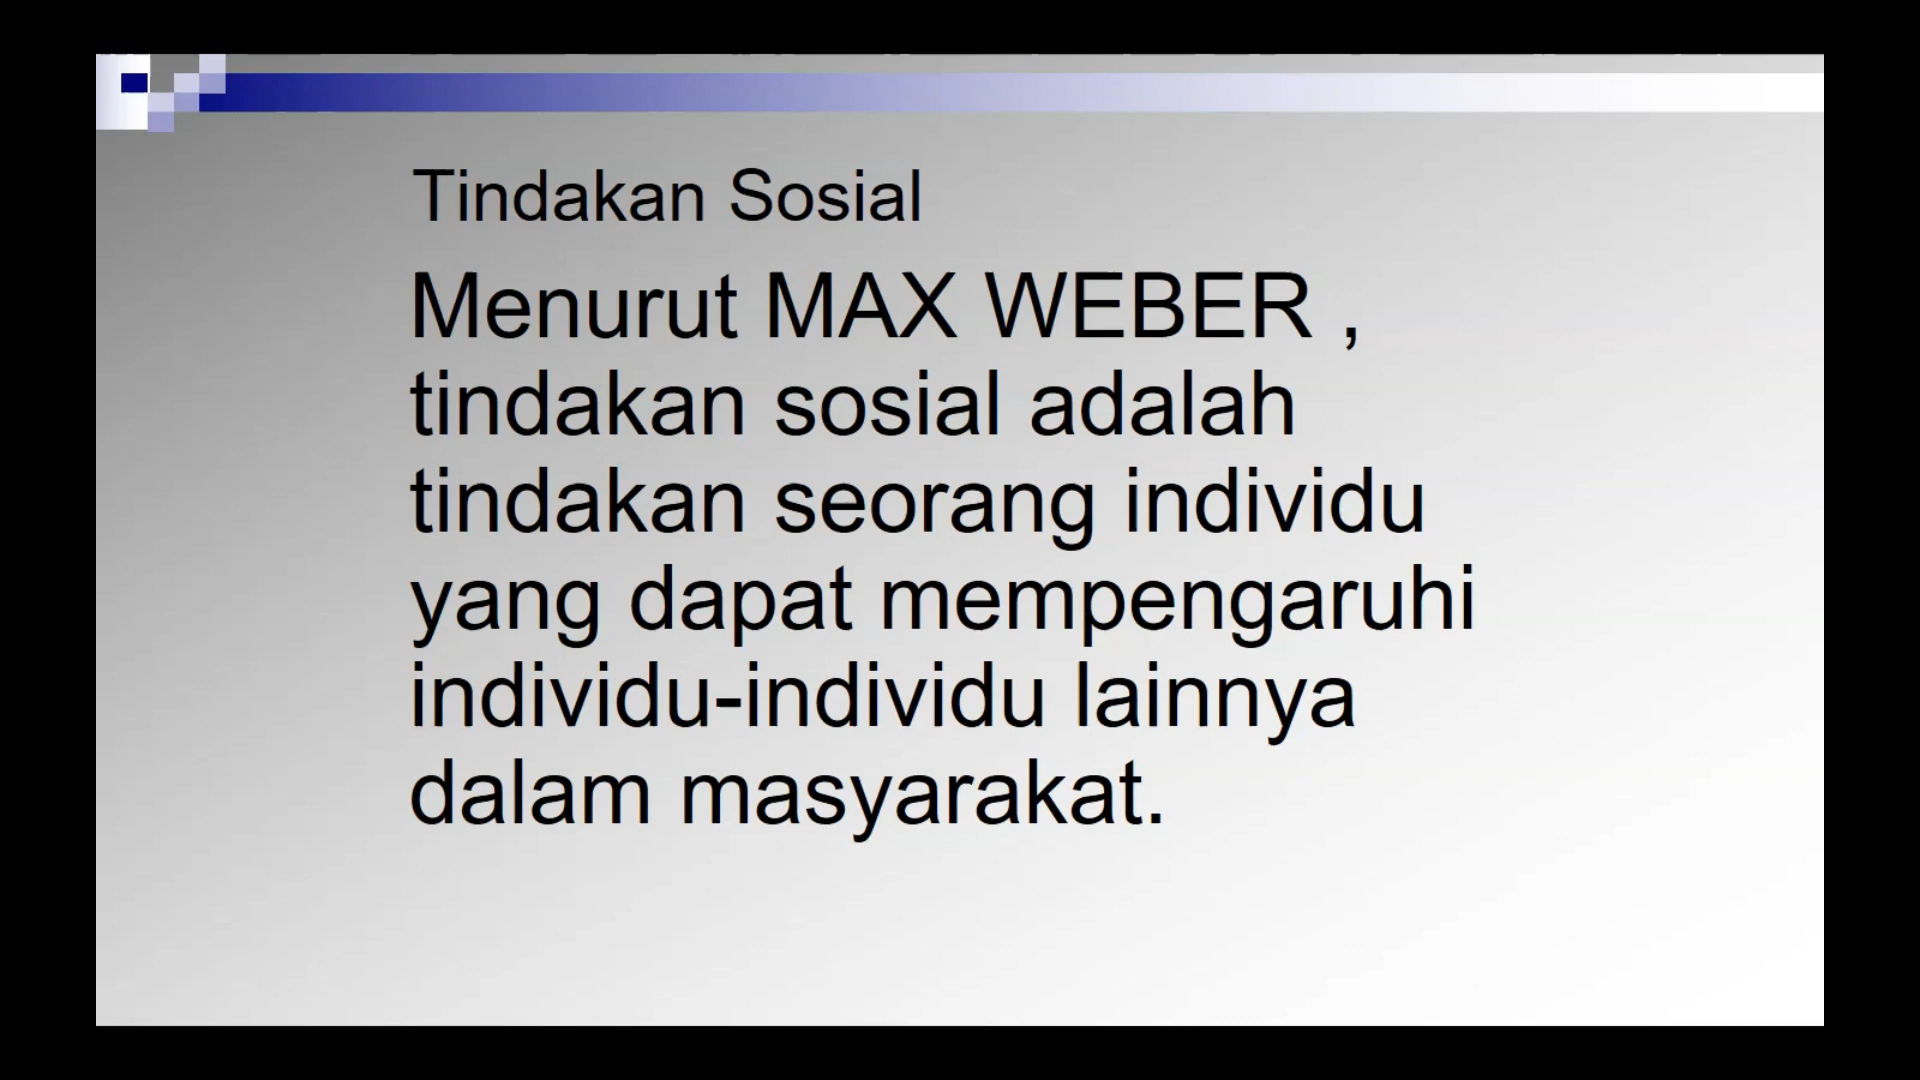 Tindakan Sosial
Menurut MAX WEBER ,
tindakan sosial adalah
tindakan seorang individu
yang dapat mempengaruhi
individu-individu lainnya
dalam masyarakat.